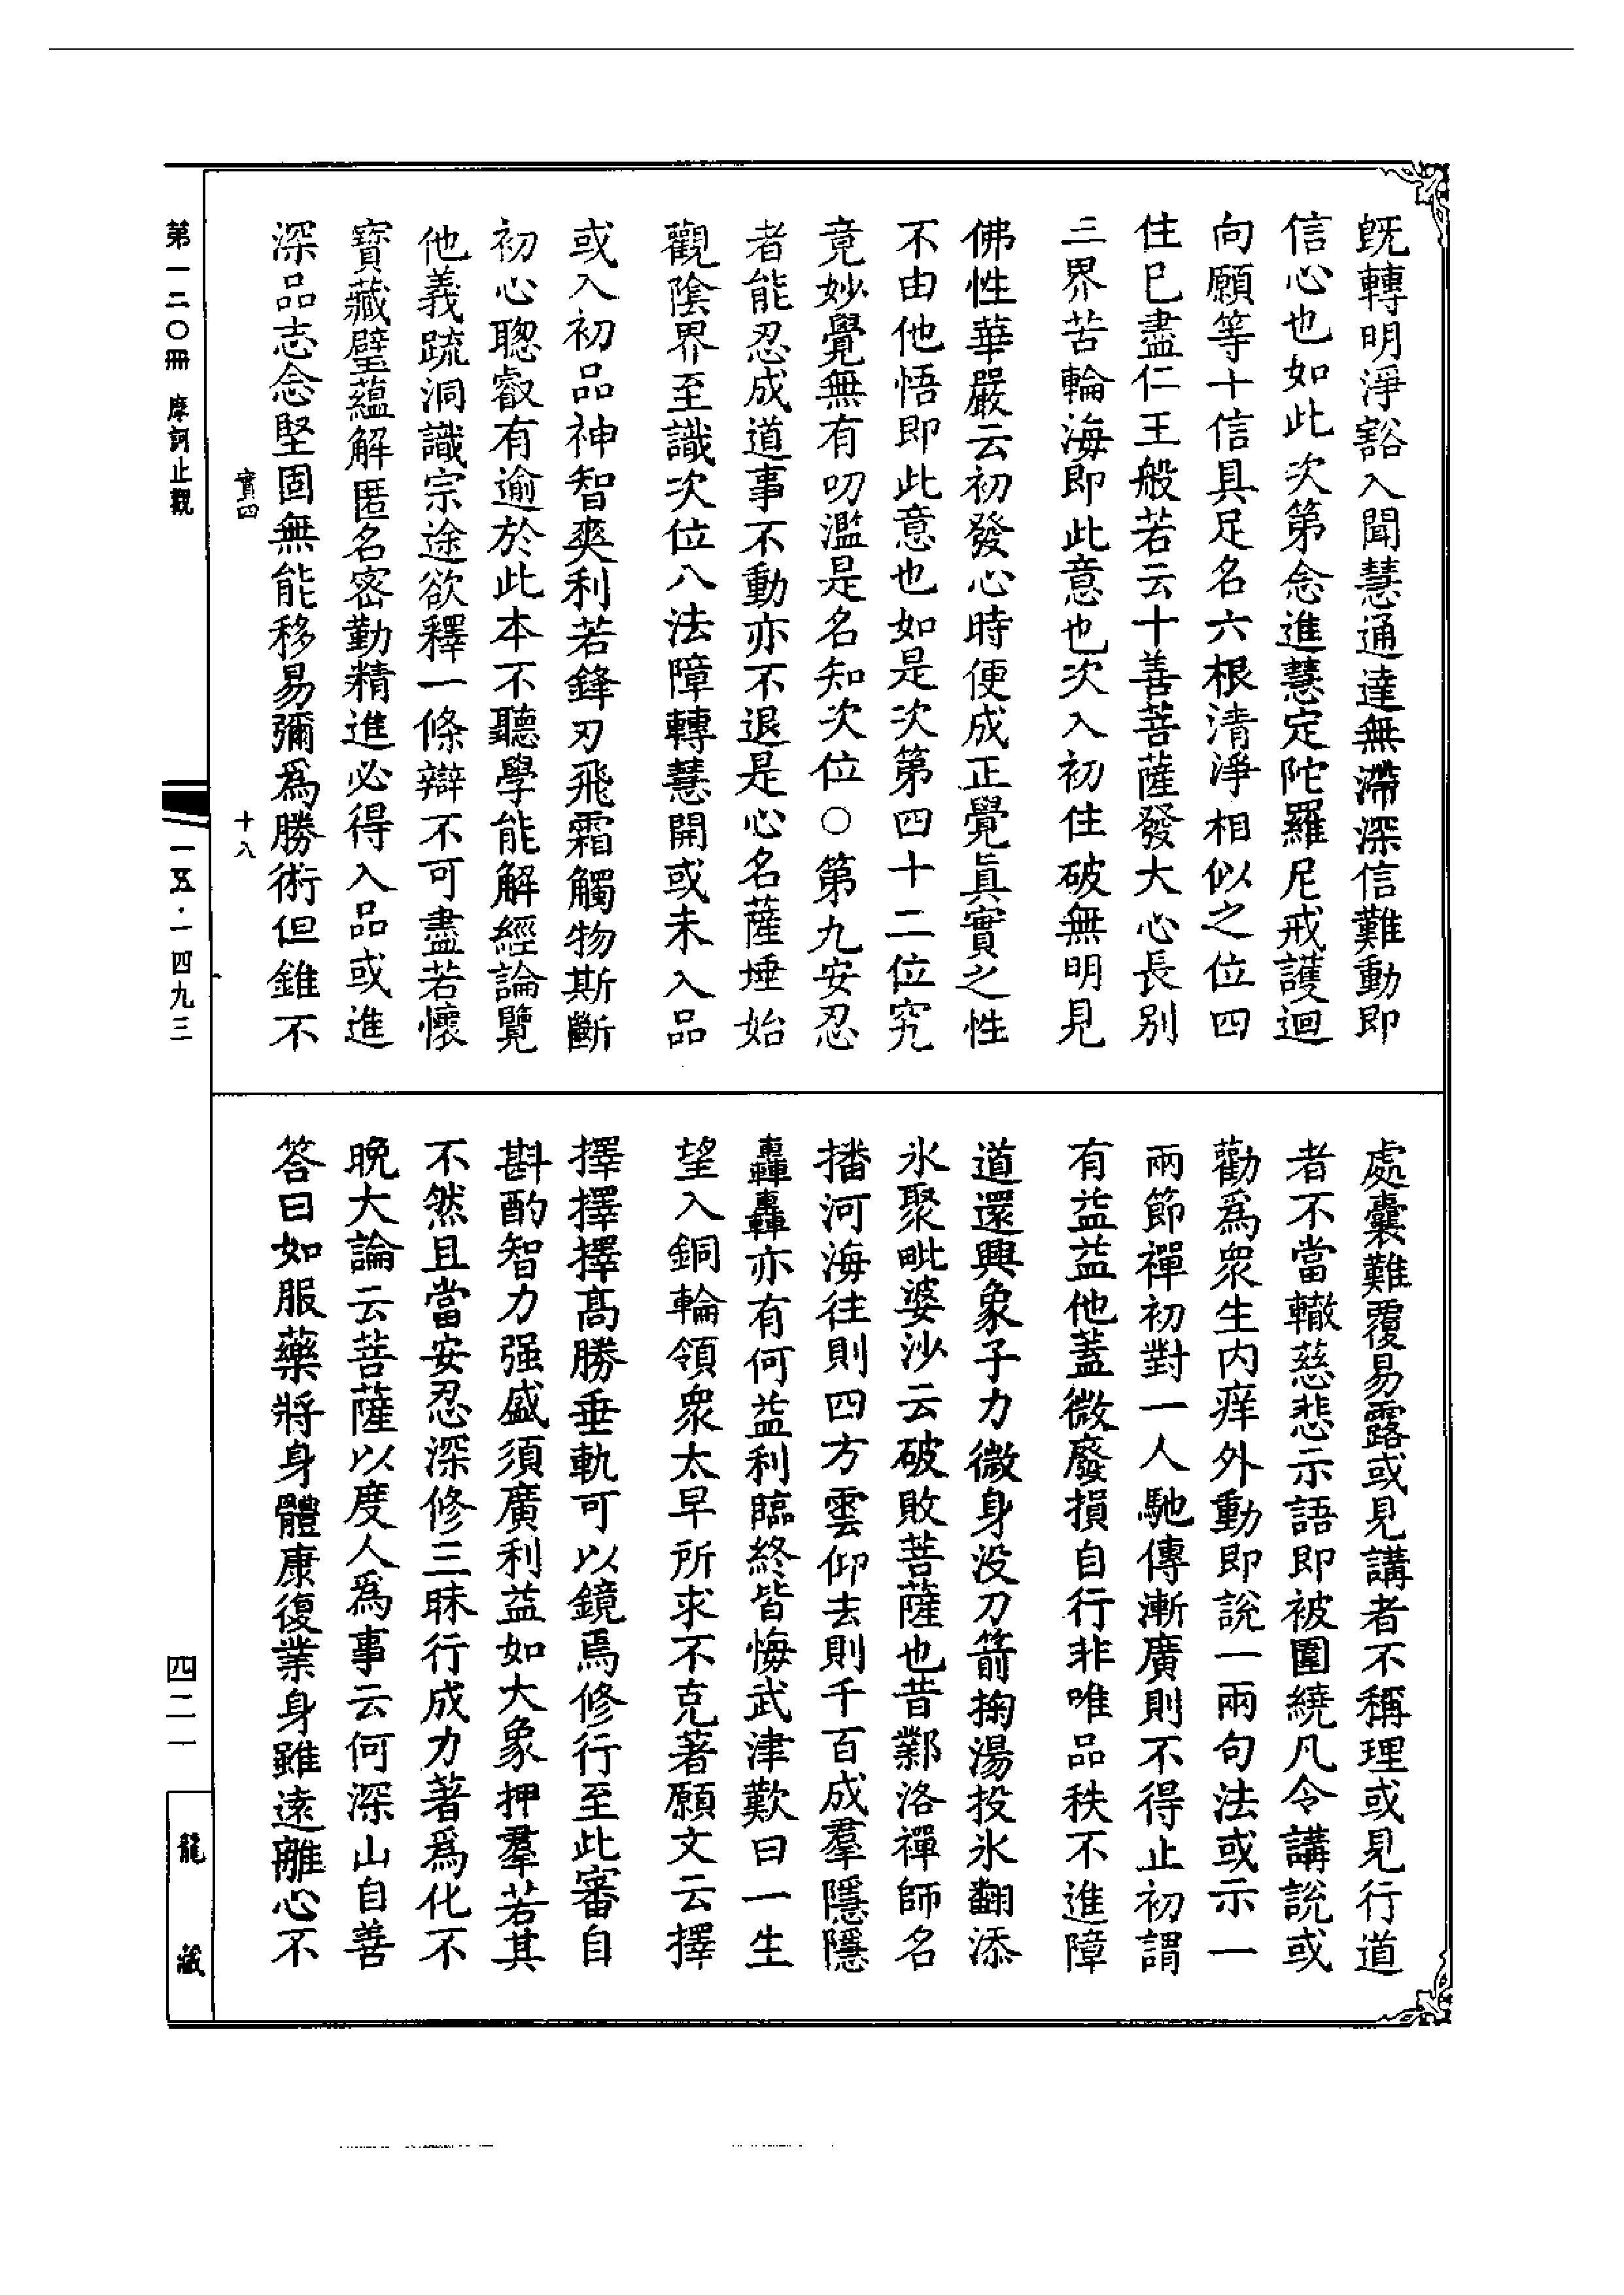 既轉明淨豁入聞慧通達無滯深信難動即
信心也如此次第念進慧定陀羅尼戒護迴
向願等十信具足名六根清淨相似之位四
住已盡仁王般若云十善菩薩發大心長別
三界苦輪海即此意也次入初住破無明見
佛性華嚴云初發心時便成正覺眞實之性
不由他悟即此意也如是次第四十二位究
竟妙覺無有叨濫是名知次位○第九安忍
者能忍成道事不動亦不退是心名薩埵始
觀陰界至識次位八法障轉慧開或未入品
或入初品神智爽利若鋒刃飛霜觸物斯斷
初心聰叡有逾於此本不聽學能解經論覽
他義疏洞識宗途欲釋一條辯不可盡若懷
寶藏璧蘊解匿名密勤精進必得入品或進
深品志念堅固無能移易彌爲勝術但錐不
處囊難覆易露或見講者不稱理或見行道
者不當轍慈悲示語即被圍繞凡令講說或
勸爲衆生內痒外動即說一兩句法或示一
兩節禪初對一人馳傳漸廣則不得止初謂
有益益他蓋微廢損自行非唯品秩不進障
道還興象子力微身没刀箭掬湯投氷翻添
氷聚毗婆沙云破敗菩薩也昔鄴洛禪師名
播河海往則四方雲仰去則千百成羣隱隱
轟轟亦有何益利臨終皆悔武津歎曰一生
望入銅輪領衆太早所求不克著願文云擇
擇擇擇高勝垂軌可以鏡焉修行至此審自
斟酌智力强盛須廣利益如大象押羣若其
不然且當安忍深修三昧行成力著爲化不
晚大論云菩薩以度人爲事云何深山自善
答曰如服藥將身體康復業身雖遠離心不
實四
十八
第一二〇冊 摩訶止觀
一五·一四九三
四二一
龍藏